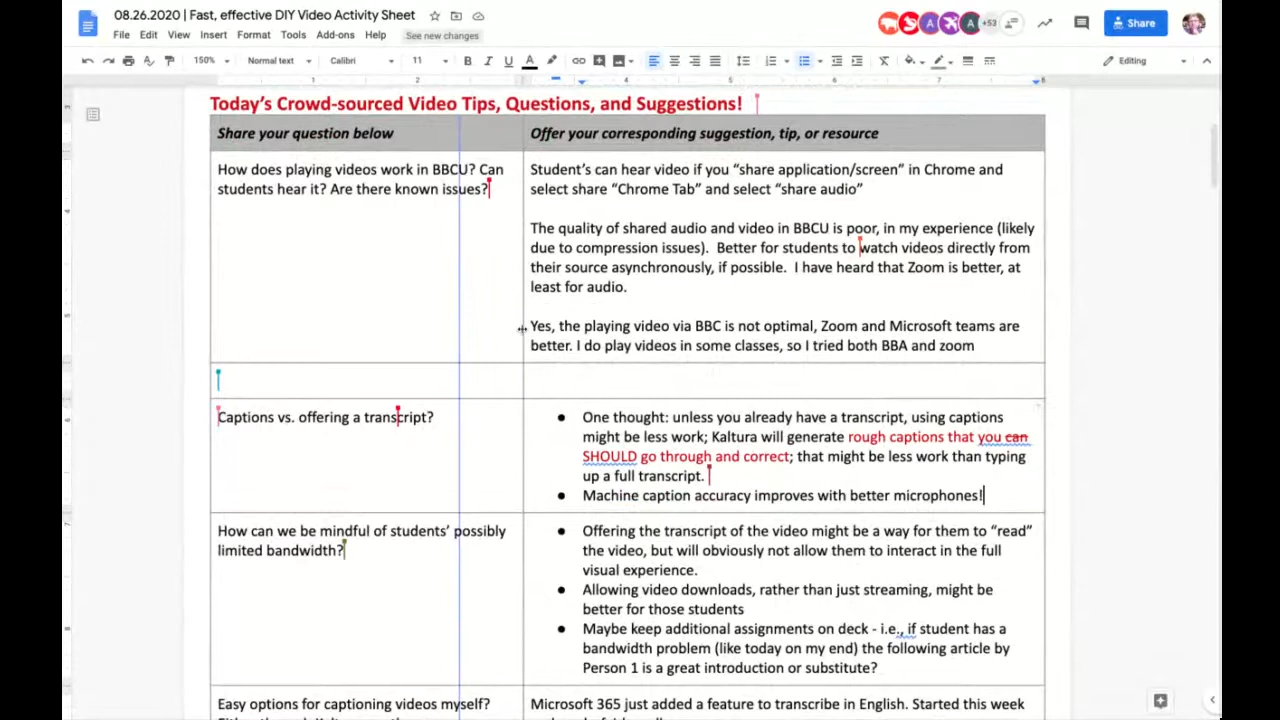 08.26.2020 | Fast, effective DIY Video Activity Sheet
+53
Share
File Edit View Insert Format Tools Add-ons Help See new changes
150% Normal text Calibri 11 B I U A Editing
1 2 3 4 5 6 7 8
Today's Crowd-sourced Video Tips, Questions, and Suggestions!
Share your question below
Offer your corresponding suggestion, tip, or resource
How does playing videos work in BBCU? Can
students hear it? Are there known issues?
Student's can hear video if you "share application/screen" in Chrome and
select share "Chrome Tab" and select "share audio"
The quality of shared audio and video in BBCU is poor, in my experience (likely
due to compression issues). Better for students to watch videos directly from
their source asynchronously, if possible. I have heard that Zoom is better, at
least for audio.
Yes, the playing video via BBC is not optimal, Zoom and Microsoft teams are
better. I do play videos in some classes, so I tried both BBA and zoom
Captions vs. offering a transcript?
● One thought: unless you already have a transcript, using captions
might be less work; Kaltura will generate rough captions that you can
SHOULD go through and correct; that might be less work than typing
up a full transcript.
● Machine caption accuracy improves with better microphones!
How can we be mindful of students' possibly
limited bandwidth?
● Offering the transcript of the video might be a way for them to "read"
the video, but will obviously not allow them to interact in the full
visual experience.
● Allowing video downloads, rather than just streaming, might be
better for those students
● Maybe keep additional assignments on deck - i.e., if student has a
bandwidth problem (like today on my end) the following article by
Person 1 is a great introduction or substitute?
Easy options for captioning videos myself?
Microsoft 365 just added a feature to transcribe in English. Started this week